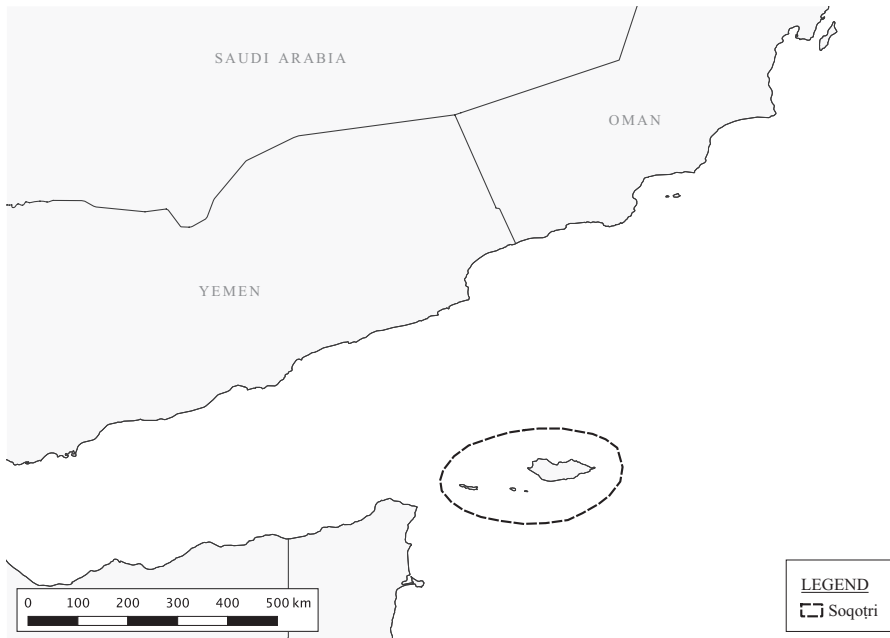 SAUDI ARABIA
OMAN
YEMEN
LEGEND
Soqoṭri
0 100 200 300 400 500 km